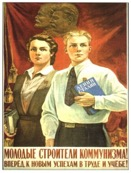 МОЛОДЫЕ СТРОИТЕЛИ КОММУНИЗМА!
ВПЕРЕД, К НОВЫМ УСПЕХАМ В ТРУДЕ И УЧЕБЕ!